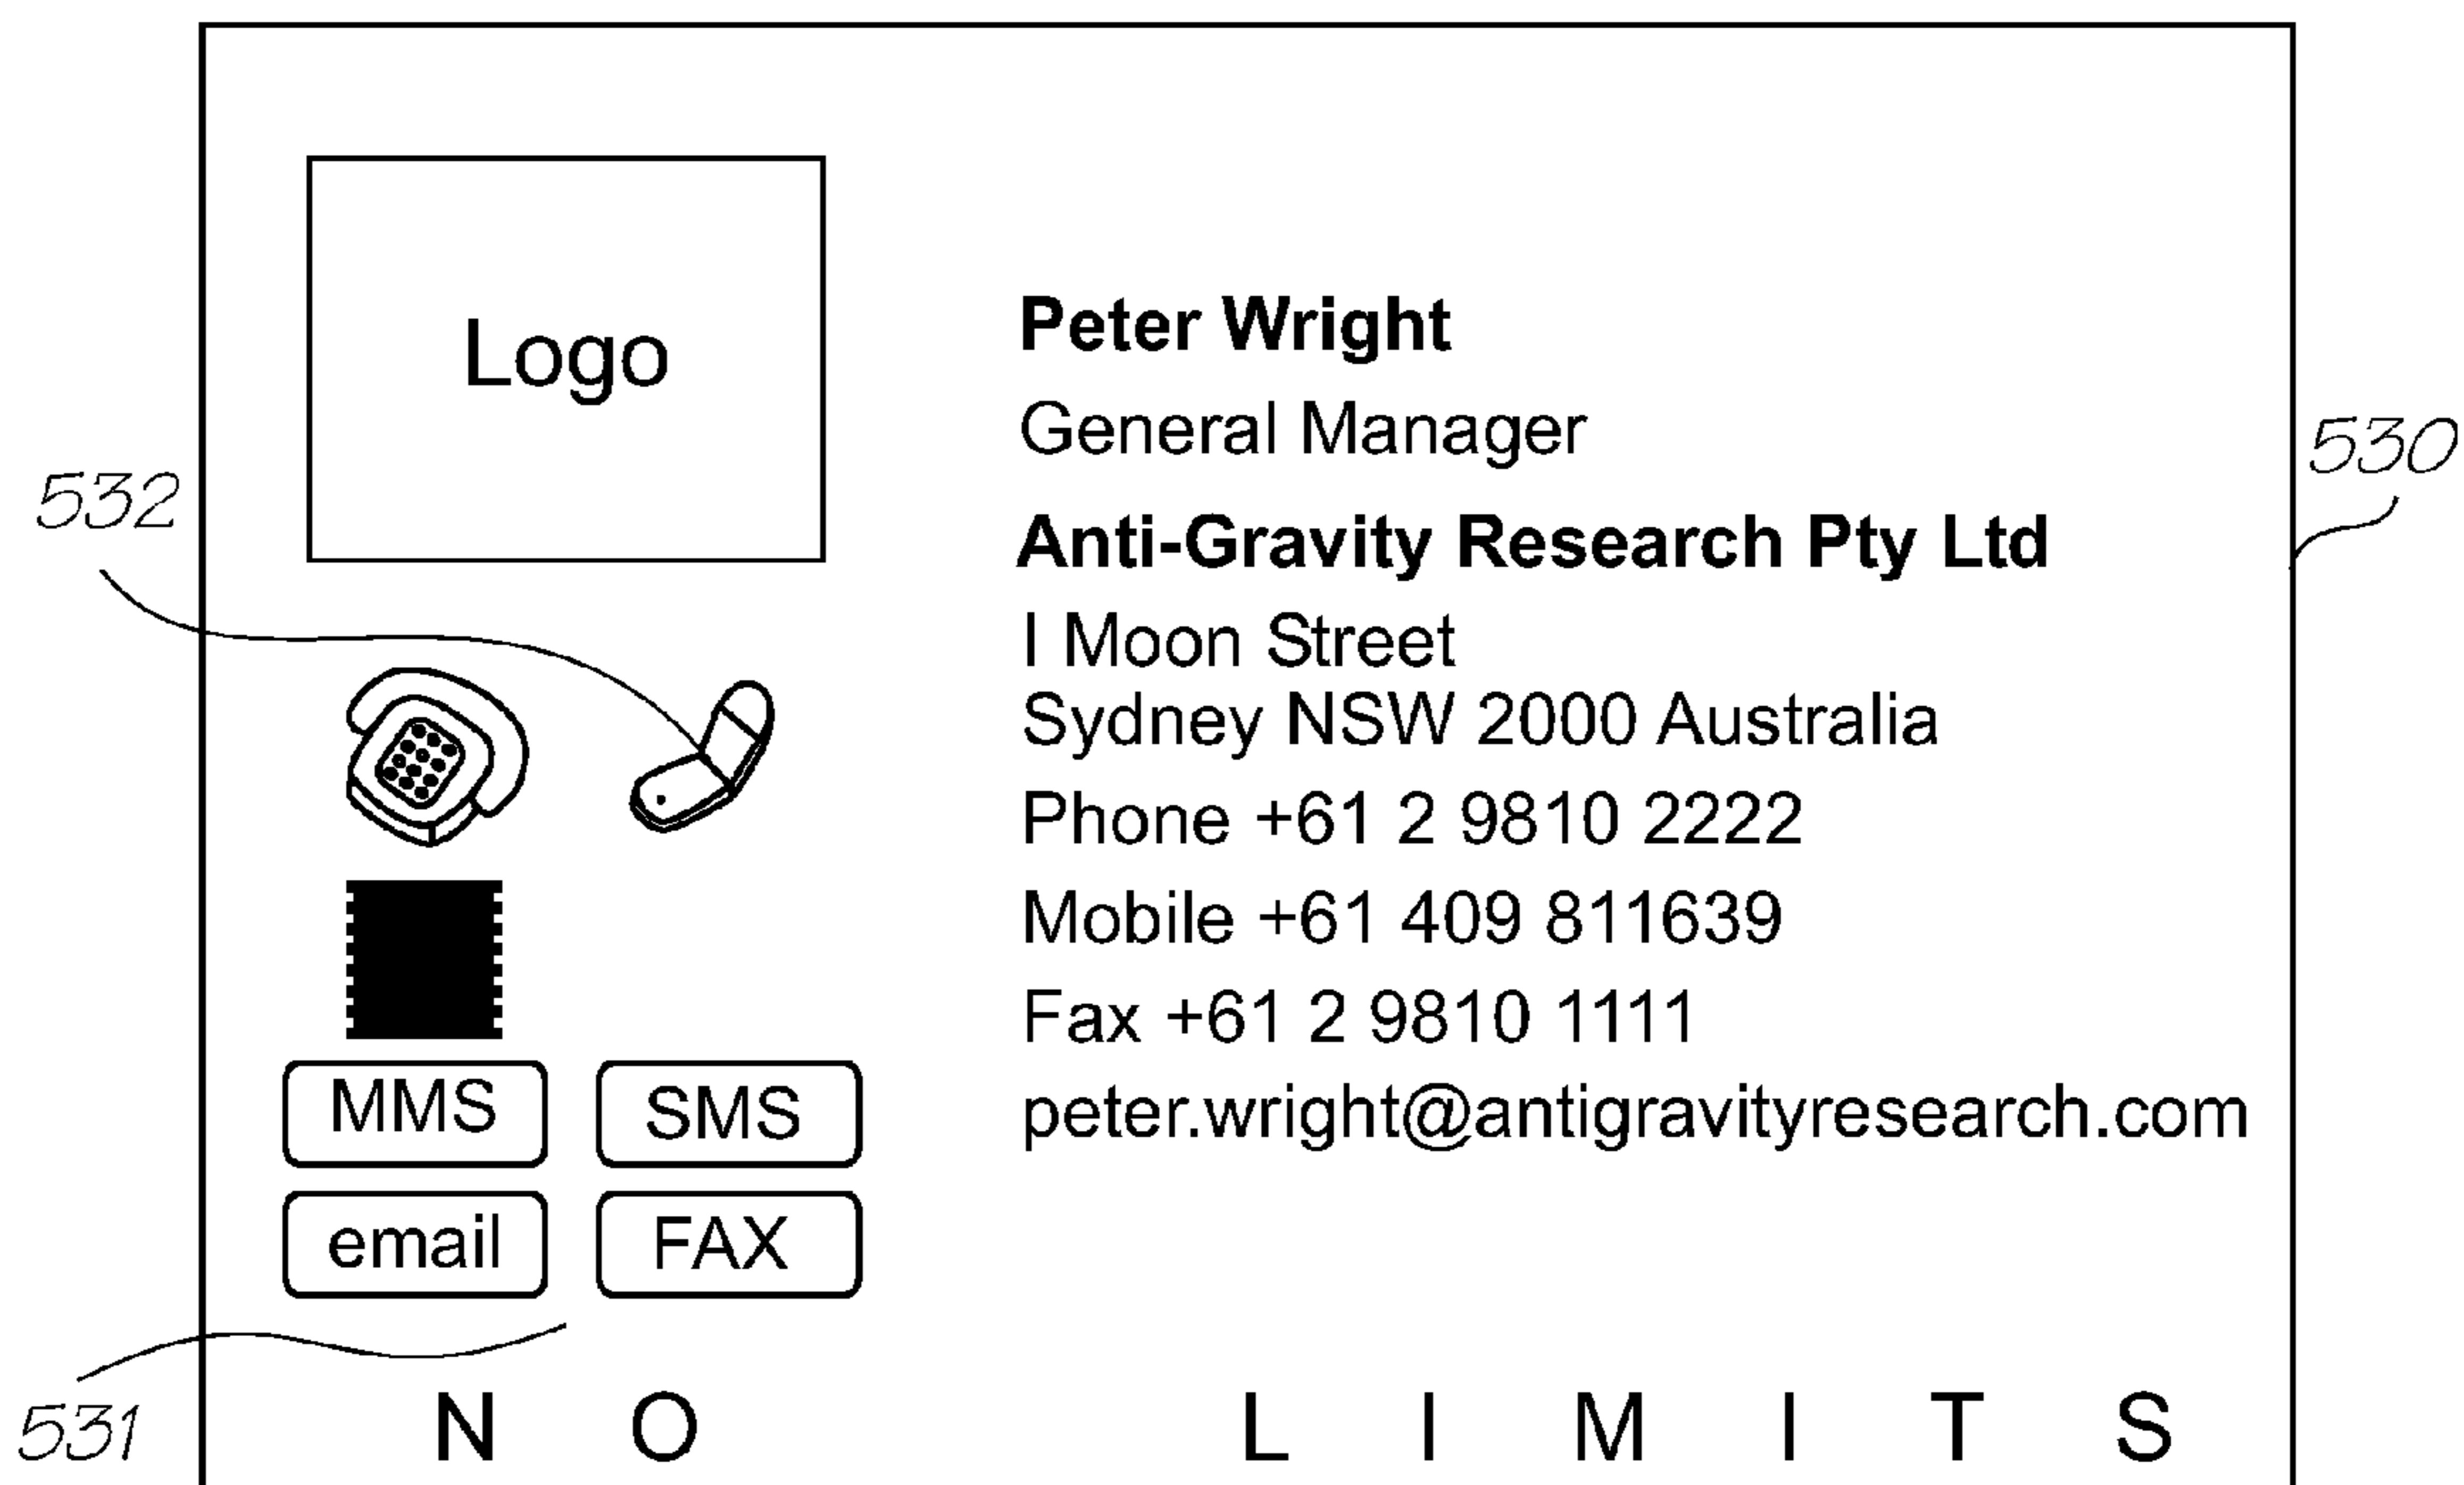 Logo
Peter Wright
General Manager
Anti-Gravity Research Pty Ltd
I Moon Street
Sydney NSW 2000 Australia
Phone +61 2 9810 2222
Mobile +61 409 811639
Fax +61 2 9810 1111
peter.wright@antigravityresearch.com
MMS SMS
email FAX
NO LIMITS
532
530
531